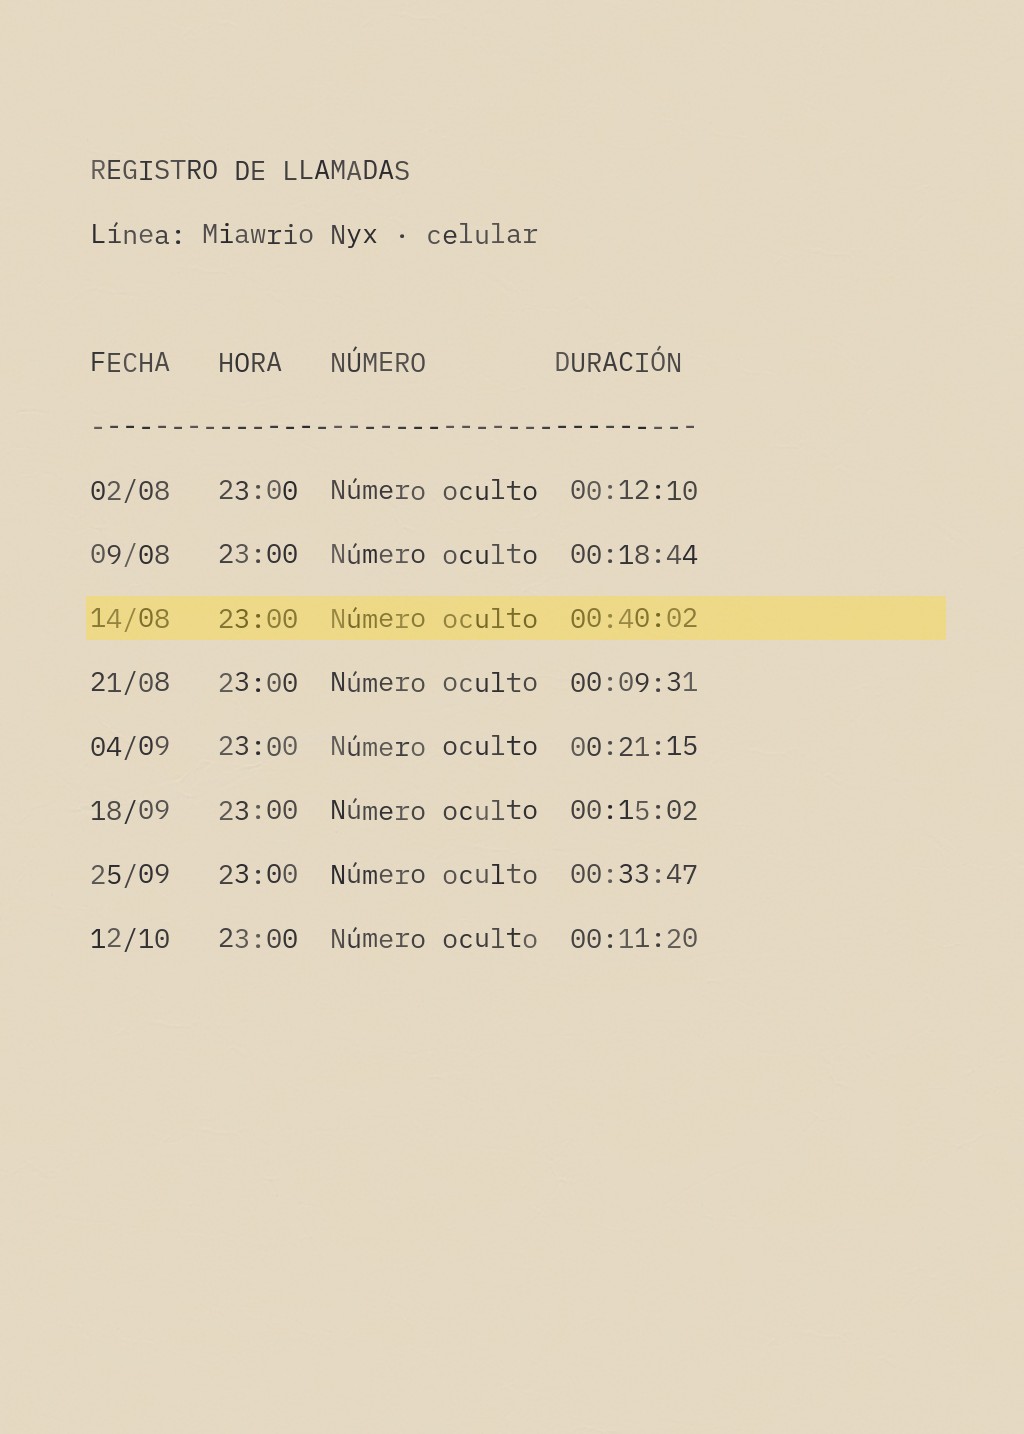 REGISTRO DE LLAMADAS
Línea: Miawrio Nyx · celular
FECHA   HORA   NÚMERO        DURACIÓN
--------------------------------------
02/08   23:00  Número oculto  00:12:10
09/08   23:00  Número oculto  00:18:44
14/08   23:00  Número oculto  00:40:02
21/08   23:00  Número oculto  00:09:31
04/09   23:00  Número oculto  00:21:15
18/09   23:00  Número oculto  00:15:02
25/09   23:00  Número oculto  00:33:47
12/10   23:00  Número oculto  00:11:20